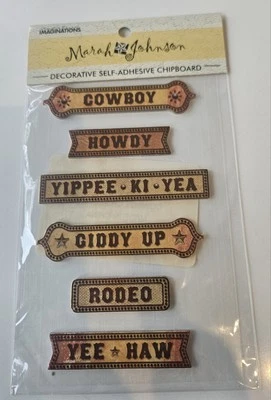 IMAGINATIONS
Marah Johnson
DECORATIVE SELF-ADHESIVE CHIPBOARD
COWBOY
HOWDY
YIPPEE · KI · YEA
GIDDY UP
RODEO
YEE ★ HAW